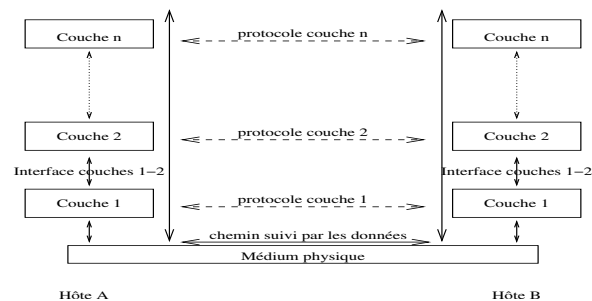 Couche n protocole couche n Couche n
Couche 2 protocole couche 2 Couche 2
Interface couches 1−2 Interface couches 1−2
Couche 1 protocole couche 1 Couche 1
chemin suivi par les données
Médium physique
Hôte A Hôte B